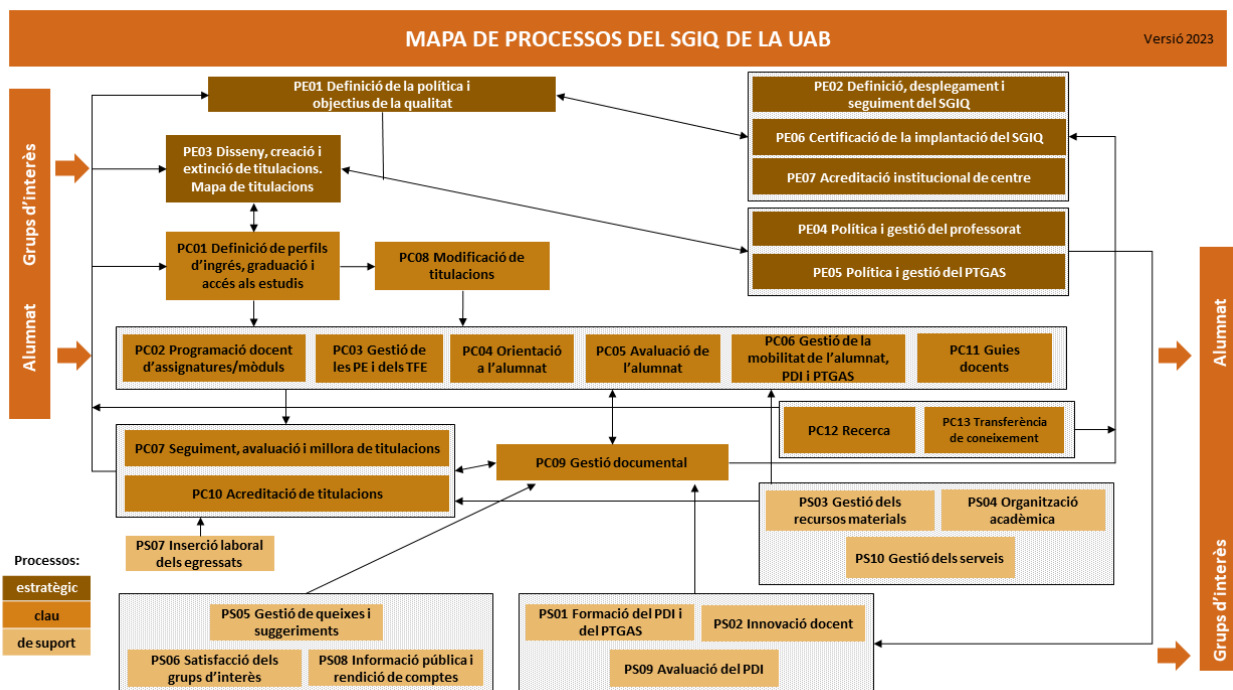 MAPA DE PROCESSOS DEL SGIQ DE LA UAB
Versió 2023
Grups d'interès
Alumnat
PE01 Definició de la política i
objectius de la qualitat
PE02 Definició, desplegament i
seguiment del SGIQ
PE06 Certificació de la implantació del SGIQ
PE07 Acreditació institucional de centre
PE03 Disseny, creació i
extinció de titulacions.
Mapa de titulacions
PE04 Política i gestió del professorat
PE05 Política i gestió del PTGAS
PC01 Definició de perfils
d'ingrés, graduació i
accés als estudis
PC08 Modificació de
titulacions
PC02 Programació docent
d'assignatures/mòduls
PC03 Gestió de
les PE i dels TFE
PC04 Orientació
a l'alumnat
PC05 Avaluació de
l'alumnat
PC06 Gestió de la
mobilitat de l'alumnat,
PDI i PTGAS
PC11 Guies
docents
PC12 Recerca
PC13 Transferència
de coneixement
PC07 Seguiment, avaluació i millora de titulacions
PC10 Acreditació de titulacions
PC09 Gestió documental
PS03 Gestió dels
recursos materials
PS04 Organització
acadèmica
PS10 Gestió dels serveis
PS07 Inserció laboral
dels egressats
Processos:
estratègic
clau
de suport
PS05 Gestió de queixes i
suggeriments
PS06 Satisfacció dels
grups d'interès
PS08 Informació pública i
rendició de comptes
PS01 Formació del PDI i
del PTGAS
PS02 Innovació docent
PS09 Avaluació del PDI
Alumnat
Grups d'interès